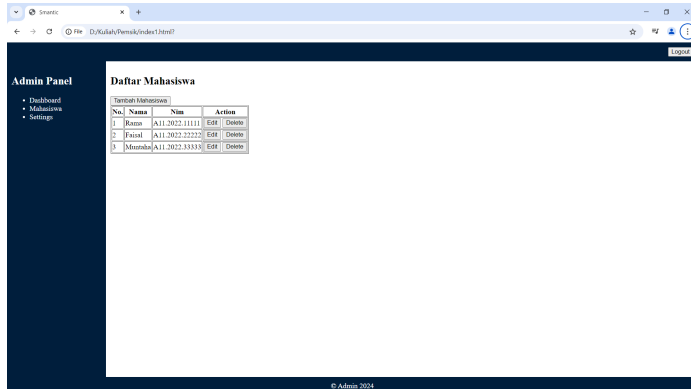 Smantic
File D:/Kuliah/Pemsik/index1.html?
Logout
Admin Panel
Dashboard
Mahasiswa
Settings
Daftar Mahasiswa
Tambah Mahasiswa
No. Nama Nim Action
1 Rama A11.2022.11111 Edit Delete
2 Faisal A11.2022.22222 Edit Delete
3 Muntaha A11.2022.33333 Edit Delete
© Admin 2024